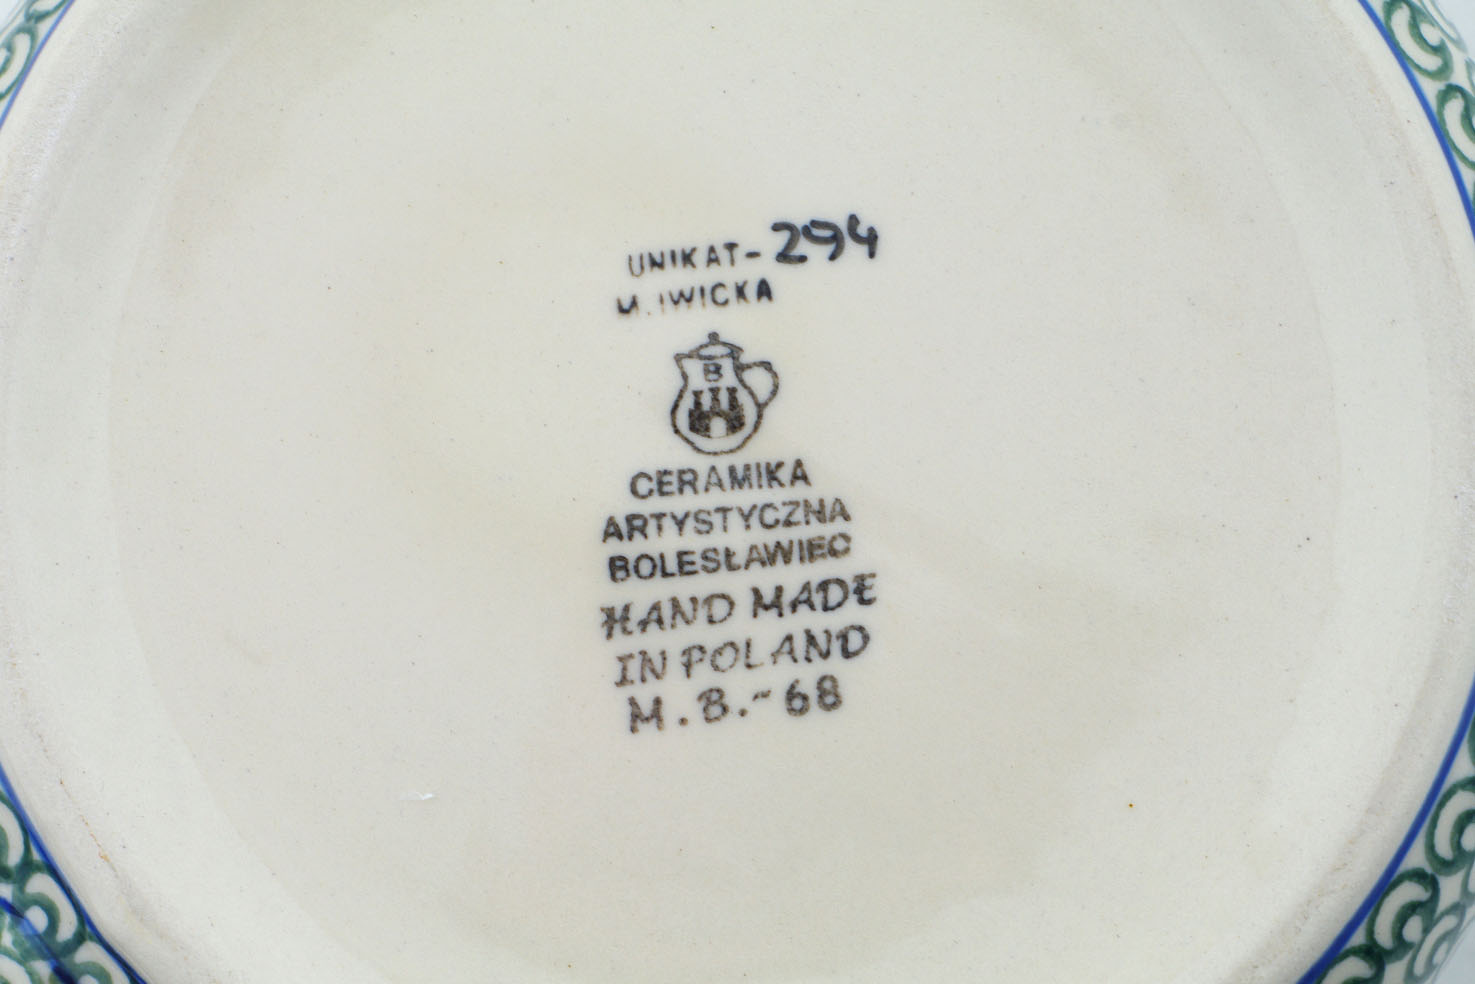 UNIKAT-294
M.IWICKA
B
CERAMIKA
ARTYSTYCZNA
BOLESŁAWIEC
HAND MADE
IN POLAND
M.B.-68